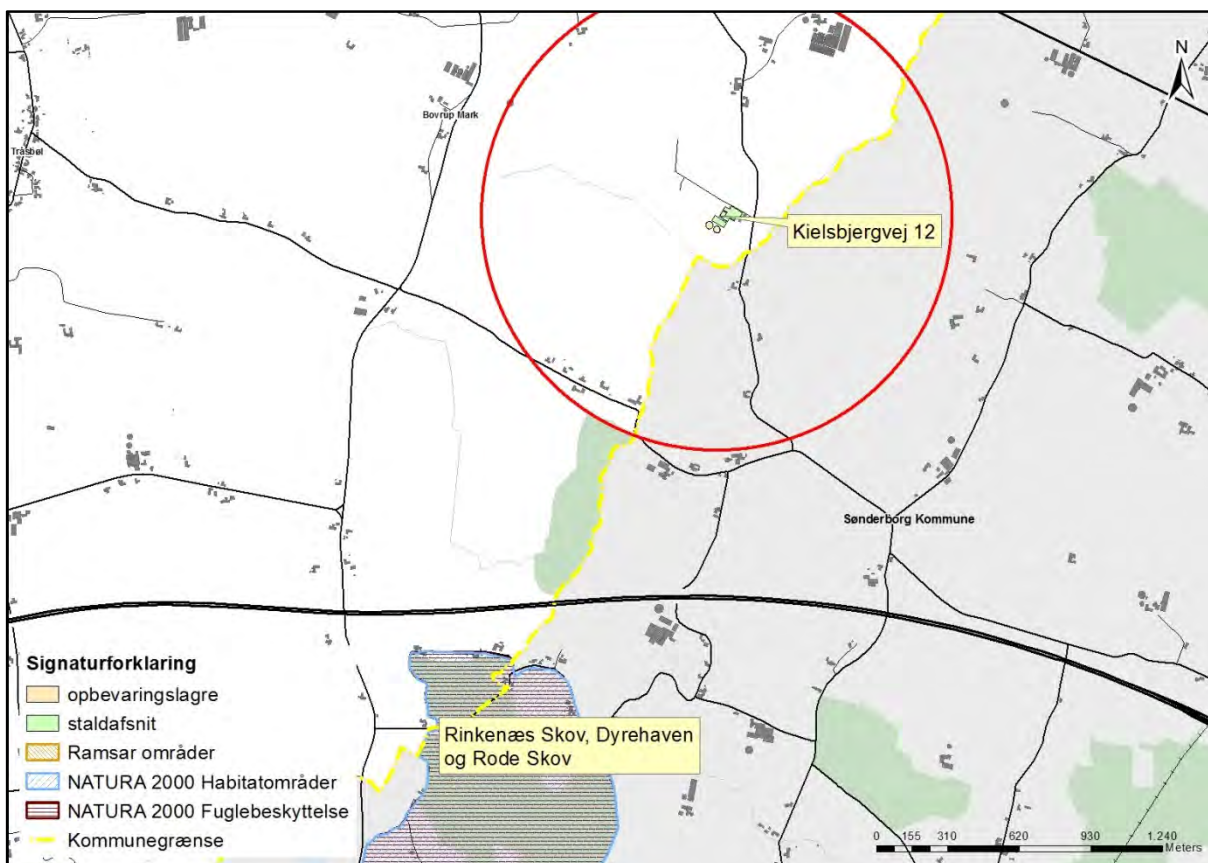 N
Bovrup Mark
Tråsbøl
Kielsbjergvej 12
Sønderborg Kommune
Rinkenæs Skov, Dyrehaven
og Rode Skov
Signaturforklaring
opbevaringslagre
staldafsnit
Ramsar områder
NATURA 2000 Habitatområder
NATURA 2000 Fuglebeskyttelse
Kommunegrænse
0 155 310 620 930 1.240
Meters